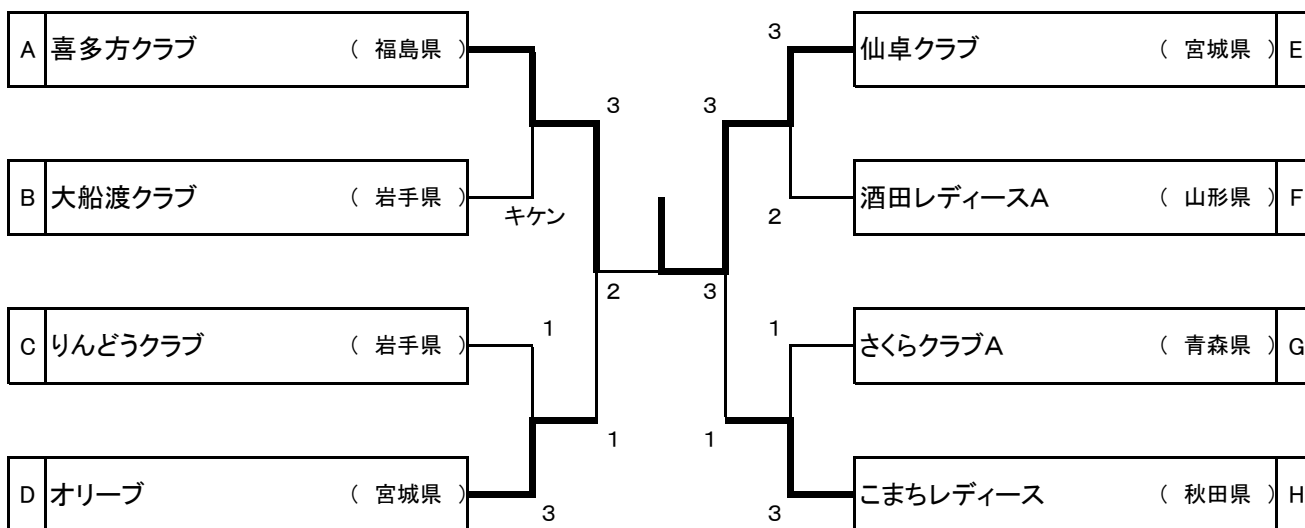 A 喜多方クラブ （ 福島県 ） 3 仙卓クラブ （ 宮城県 ） E
3 3
B 大船渡クラブ （ 岩手県 ） キケン 2 酒田レディースA （ 山形県 ） F
2 3
C りんどうクラブ （ 岩手県 ） 1 1 さくらクラブA （ 青森県 ） G
1 1
D オリーブ （ 宮城県 ） 3 3 こまちレディース （ 秋田県 ） H